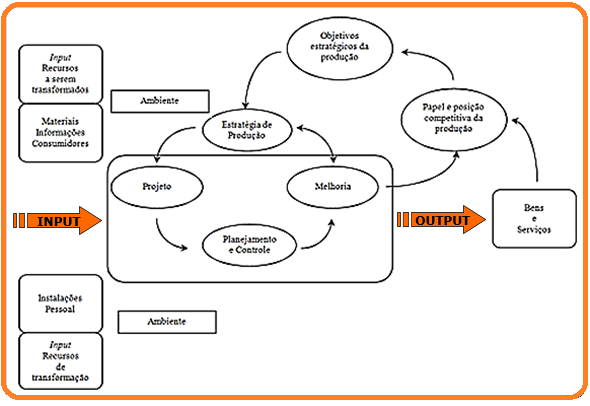 Objetivos
estratégicos da
produção
Input
Recursos
a serem
transformados
Ambiente
Materiais
Informações
Consumidores
Estratégia de
Produção
Papel e posição
competitiva da
produção
Projeto
Melhoria
INPUT
OUTPUT
Bens
e
Serviços
Planejamento
e Controle
Instalações
Pessoal
Ambiente
Input
Recursos
de
transformação